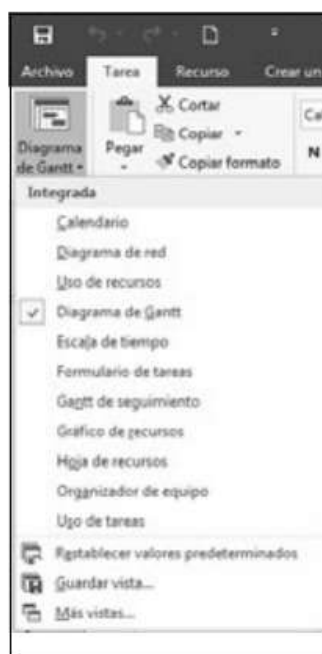 Archivo Tarea Recurso Crear un
Diagrama de Gantt
Pegar
Cortar
Copiar
Copiar formato
N
Integrada
Calendario
Diagrama de red
Uso de recursos
Diagrama de Gantt
Escala de tiempo
Formulario de tareas
Gantt de seguimiento
Gráfico de recursos
Hoja de recursos
Organizador de equipo
Uso de tareas
Restablecer valores predeterminados
Guardar vista...
Más vistas...